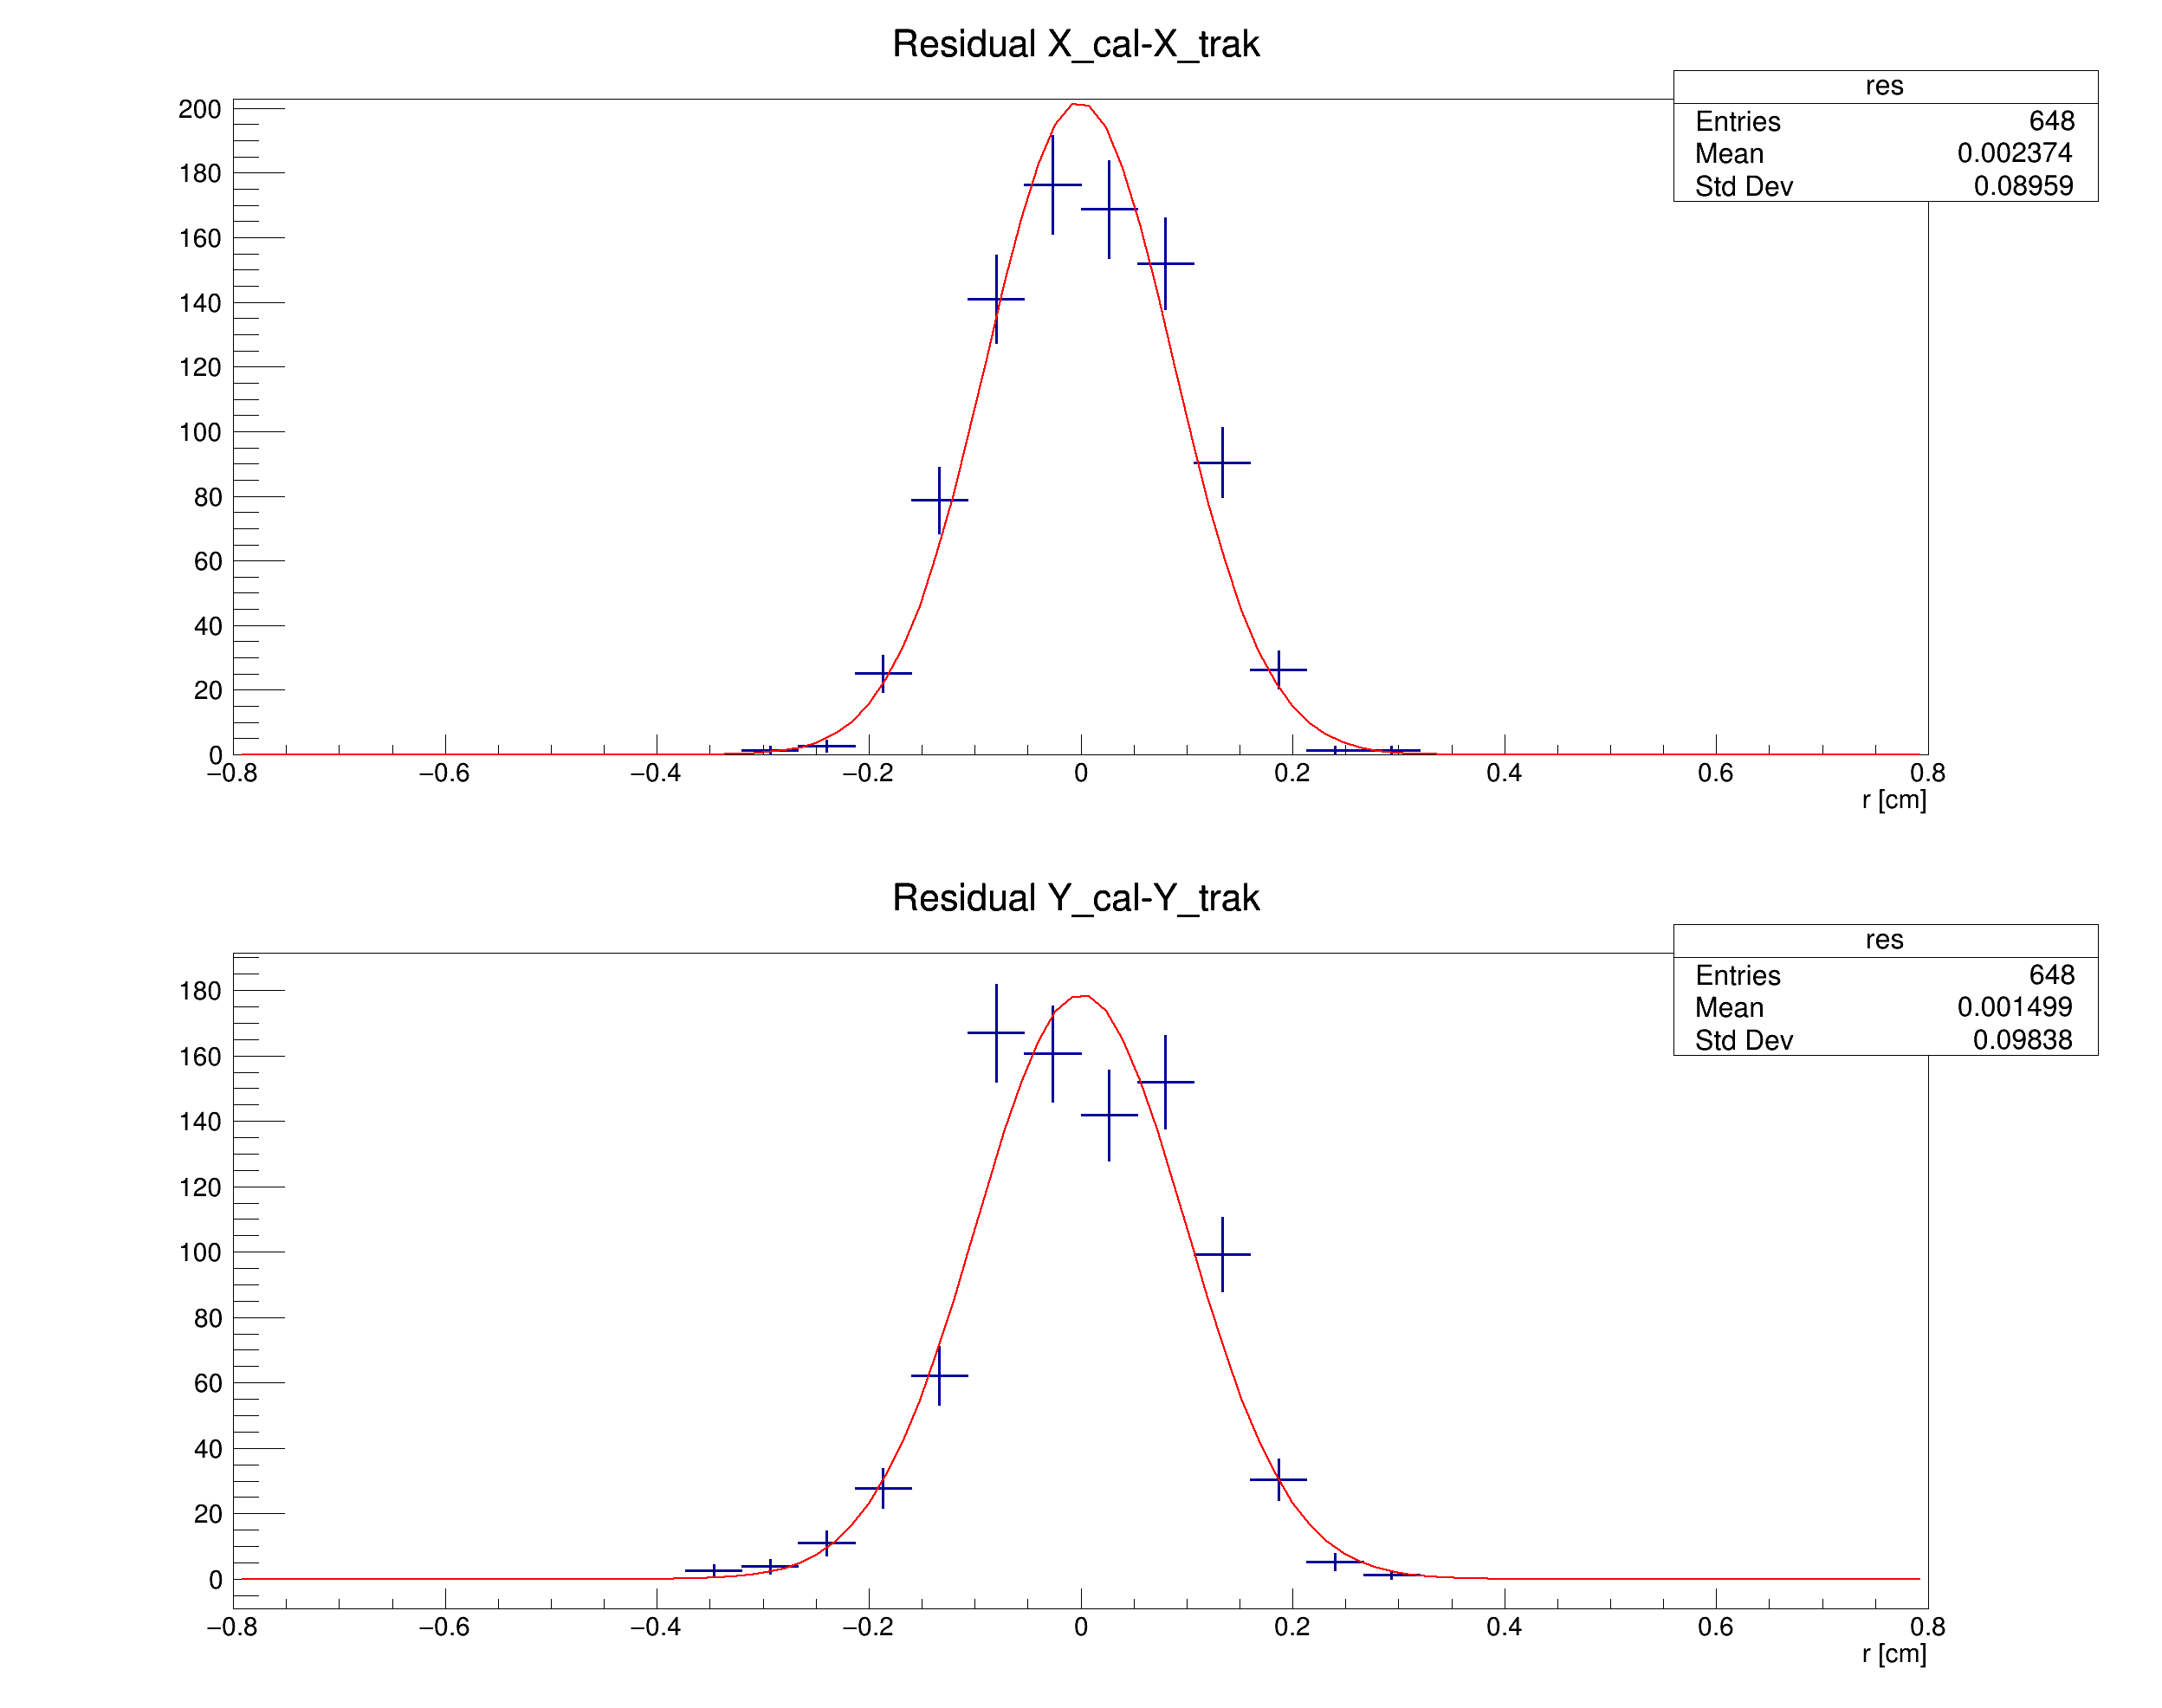 Residual X_cal-X_trak
res
Entries 648
Mean 0.002374
Std Dev 0.08959
200
180
160
140
120
100
80
60
40
20
0
−0.8 −0.6 −0.4 −0.2 0 0.2 0.4 0.6 0.8
r [cm]
Residual Y_cal-Y_trak
res
Entries 648
Mean 0.001499
Std Dev 0.09838
180
160
140
120
100
80
60
40
20
0
−0.8 −0.6 −0.4 −0.2 0 0.2 0.4 0.6 0.8
r [cm]